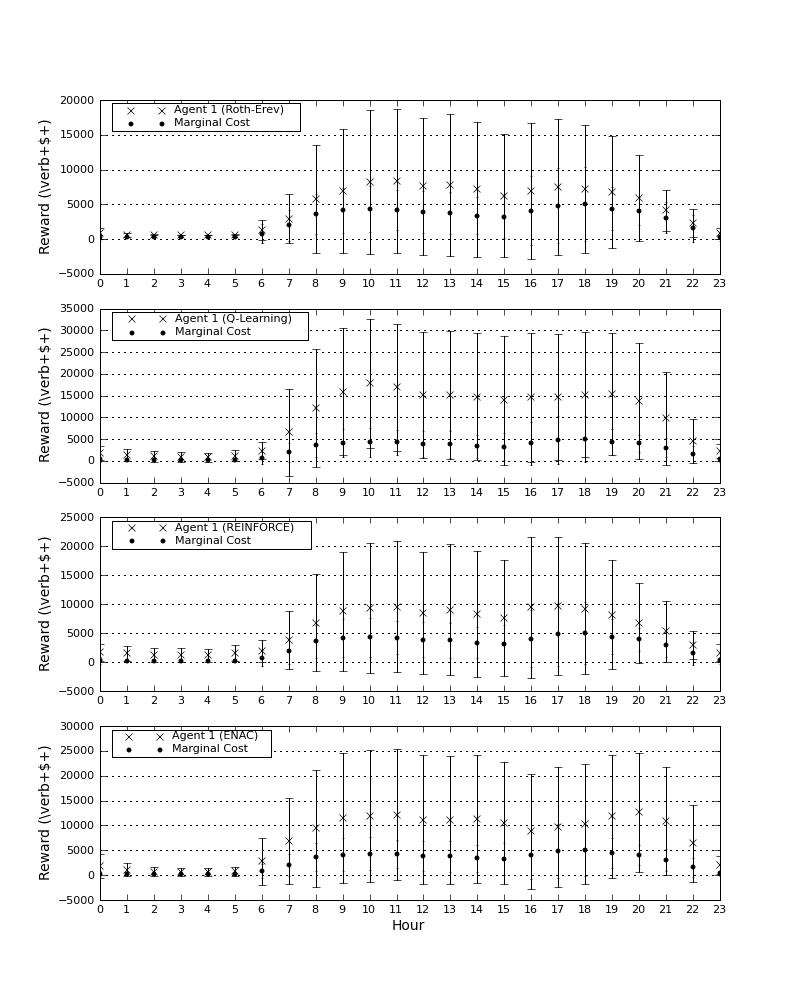 20000
15000
10000
5000
0
−5000
Reward (\verb+$+)
Agent 1 (Roth-Erev)
Marginal Cost
0 1 2 3 4 5 6 7 8 9 10 11 12 13 14 15 16 17 18 19 20 21 22 23
35000
30000
25000
20000
15000
10000
5000
0
−5000
Reward (\verb+$+)
Agent 1 (Q-Learning)
Marginal Cost
0 1 2 3 4 5 6 7 8 9 10 11 12 13 14 15 16 17 18 19 20 21 22 23
25000
20000
15000
10000
5000
0
−5000
Reward (\verb+$+)
Agent 1 (REINFORCE)
Marginal Cost
0 1 2 3 4 5 6 7 8 9 10 11 12 13 14 15 16 17 18 19 20 21 22 23
30000
25000
20000
15000
10000
5000
0
−5000
Reward (\verb+$+)
Agent 1 (ENAC)
Marginal Cost
0 1 2 3 4 5 6 7 8 9 10 11 12 13 14 15 16 17 18 19 20 21 22 23
Hour